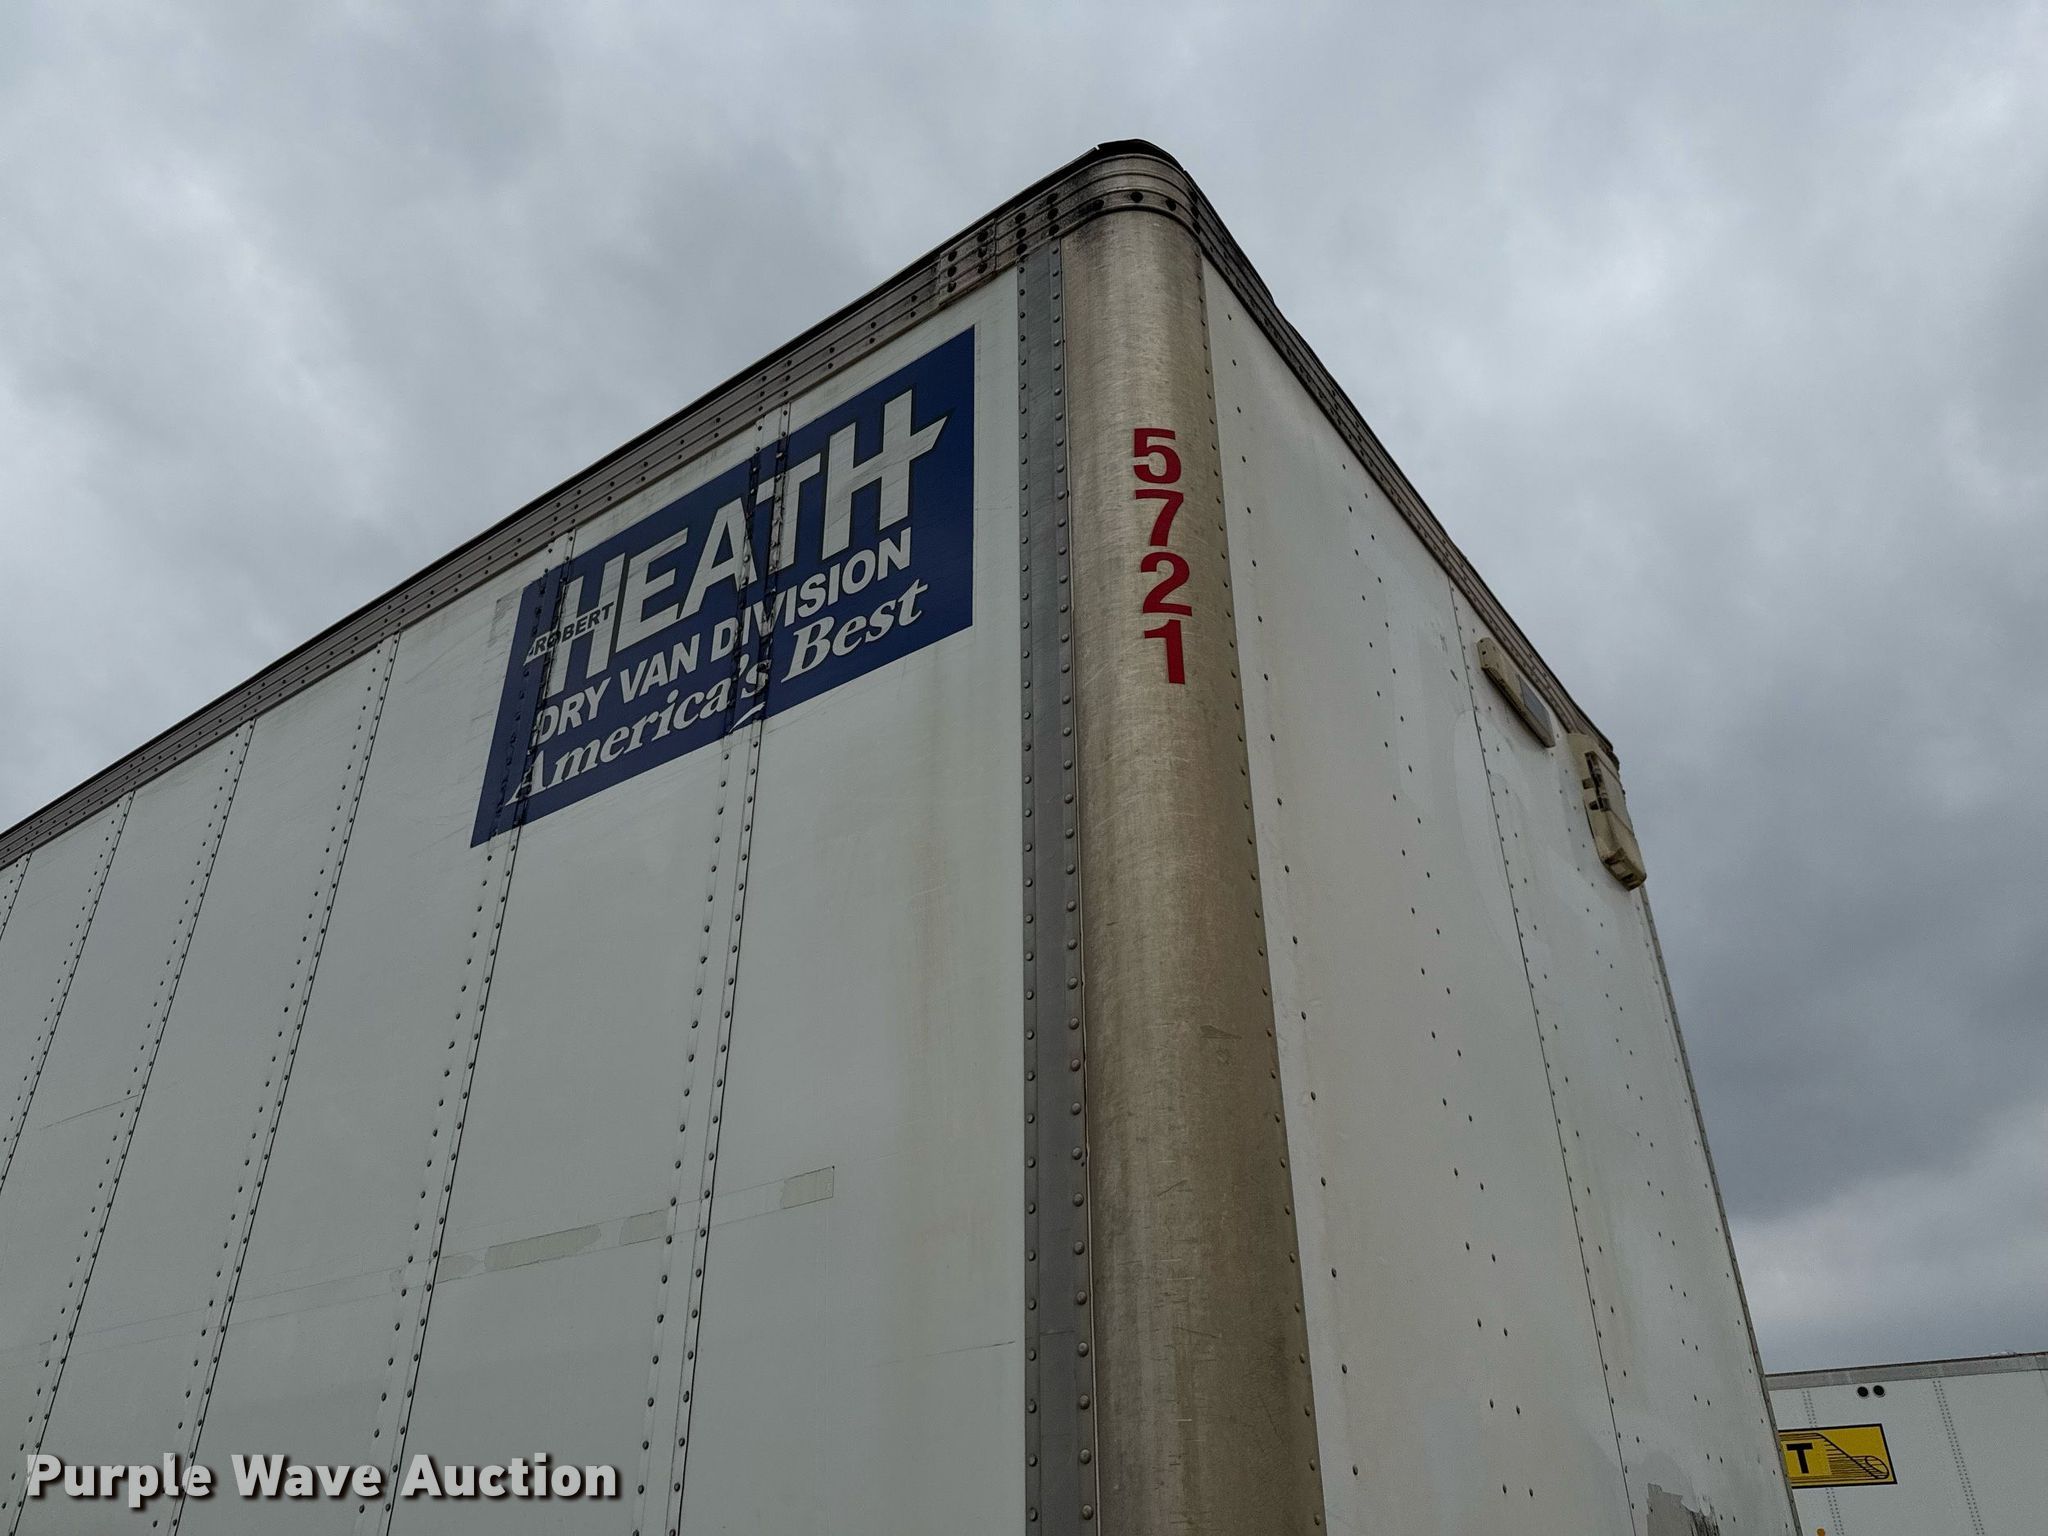 HEATH
ROBERT
DRY VAN DIVISION
America's Best
5
7
2
1
T
Purple Wave Auction